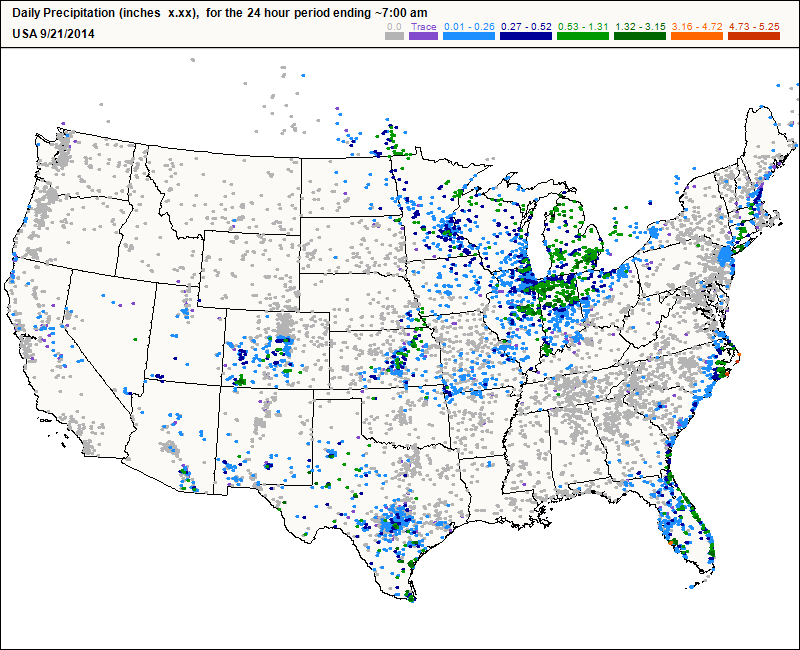 Daily Precipitation (inches x.xx), for the 24 hour period ending ~7:00 am
USA 9/21/2014
0.0 Trace 0.01 - 0.26 0.27 - 0.52 0.53 - 1.31 1.32 - 3.15 3.16 - 4.72 4.73 - 5.25